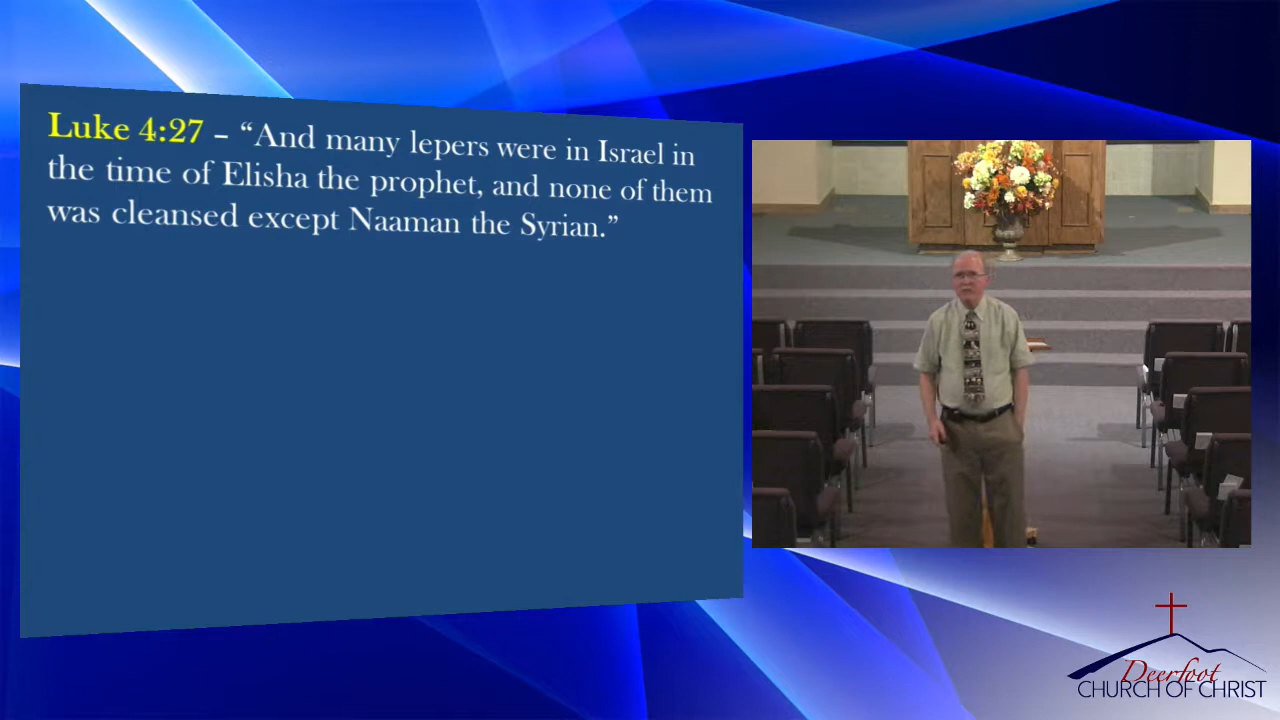 Luke 4:27 – “And many lepers were in Israel in
the time of Elisha the prophet, and none of them
was cleansed except Naaman the Syrian.”
Deerfoot
CHURCH OF CHRIST